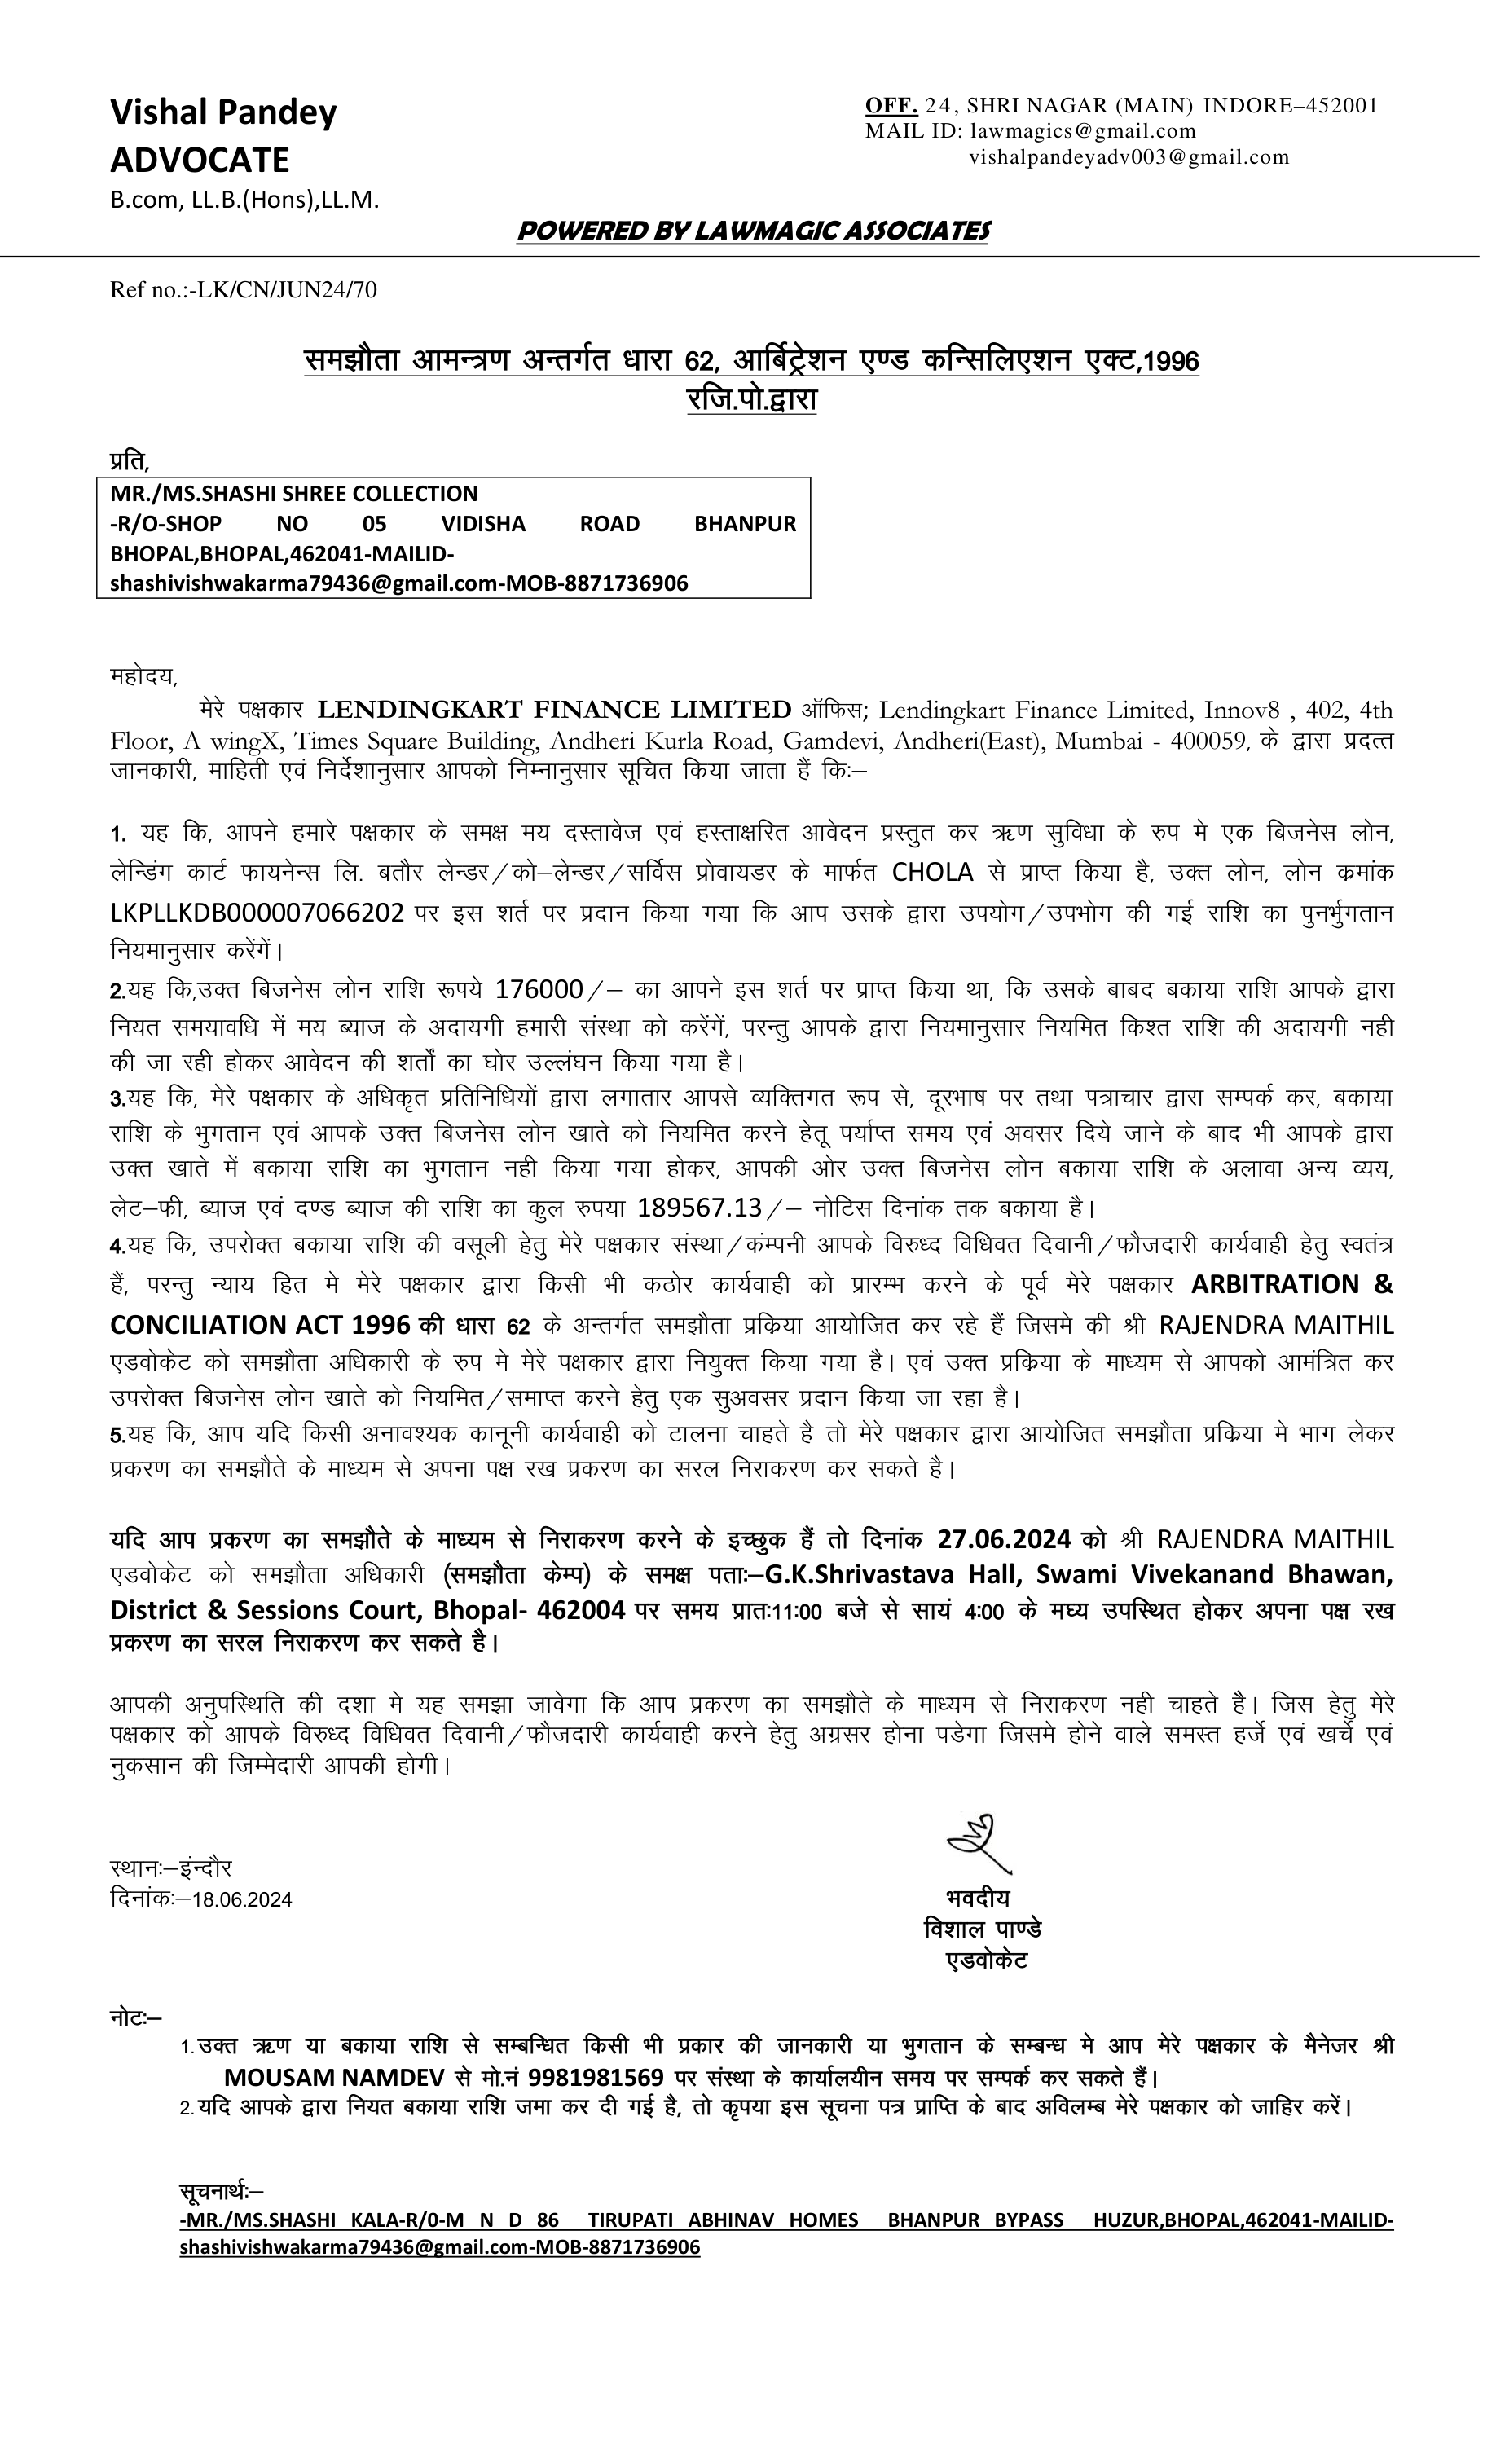 Vishal Pandey
ADVOCATE
B.com, LL.B.(Hons),LL.M.
OFF. 24, SHRI NAGAR (MAIN) INDORE–452001
MAIL ID: lawmagics@gmail.com
vishalpandeyadv003@gmail.com
POWERED BY LAWMAGIC ASSOCIATES
Ref no.:-LK/CN/JUN24/70
समझौता आमन्त्रण अन्तर्गत धारा 62, आर्बिट्रेशन एण्ड कन्सिलिएशन एक्ट,1996
रजि.पो.द्वारा
प्रति,
MR./MS.SHASHI SHREE COLLECTION
-R/O-SHOP NO 05 VIDISHA ROAD BHANPUR
BHOPAL,BHOPAL,462041-MAILID-
shashivishwakarma79436@gmail.com-MOB-8871736906
महोदय,
मेरे पक्षकार LENDINGKART FINANCE LIMITED ऑफिस; Lendingkart Finance Limited, Innov8 , 402, 4th
Floor, A wingX, Times Square Building, Andheri Kurla Road, Gamdevi, Andheri(East), Mumbai - 400059, के द्वारा प्रदत्त
जानकारी, माहिती एवं निर्देशानुसार आपको निम्नानुसार सूचित किया जाता हैं कि:–
1. यह कि, आपने हमारे पक्षकार के समक्ष मय दस्तावेज एवं हस्ताक्षरित आवेदन प्रस्तुत कर ऋण सुविधा के रुप मे एक बिजनेस लोन,
लेन्डिंग कार्ट फायनेन्स लि. बतौर लेन्डर/को–लेन्डर/सर्विस प्रोवायडर के मार्फत CHOLA से प्राप्त किया है, उक्त लोन, लोन क्रमांक
LKPLLKDB000007066202 पर इस शर्त पर प्रदान किया गया कि आप उसके द्वारा उपयोग/उपभोग की गई राशि का पुनर्भुगतान
नियमानुसार करेंगें।
2.यह कि,उक्त बिजनेस लोन राशि रूपये 176000/– का आपने इस शर्त पर प्राप्त किया था, कि उसके बाबद बकाया राशि आपके द्वारा
नियत समयावधि में मय ब्याज के अदायगी हमारी संस्था को करेंगें, परन्तु आपके द्वारा नियमानुसार नियमित किश्त राशि की अदायगी नही
की जा रही होकर आवेदन की शर्तों का घोर उल्लंघन किया गया है।
3.यह कि, मेरे पक्षकार के अधिकृत प्रतिनिधियों द्वारा लगातार आपसे व्यक्तिगत रूप से, दूरभाष पर तथा पत्राचार द्वारा सम्पर्क कर, बकाया
राशि के भुगतान एवं आपके उक्त बिजनेस लोन खाते को नियमित करने हेतू पर्याप्त समय एवं अवसर दिये जाने के बाद भी आपके द्वारा
उक्त खाते में बकाया राशि का भुगतान नही किया गया होकर, आपकी ओर उक्त बिजनेस लोन बकाया राशि के अलावा अन्य व्यय,
लेट–फी, ब्याज एवं दण्ड ब्याज की राशि का कुल रुपया 189567.13/– नोटिस दिनांक तक बकाया है।
4.यह कि, उपरोक्त बकाया राशि की वसूली हेतु मेरे पक्षकार संस्था/कंम्पनी आपके विरुध्द विधिवत दिवानी/फौजदारी कार्यवाही हेतु स्वतंत्र
हैं, परन्तु न्याय हित मे मेरे पक्षकार द्वारा किसी भी कठोर कार्यवाही को प्रारम्भ करने के पूर्व मेरे पक्षकार ARBITRATION &
CONCILIATION ACT 1996 की धारा 62 के अन्तर्गत समझौता प्रक्रिया आयोजित कर रहे हैं जिसमे की श्री RAJENDRA MAITHIL
एडवोकेट को समझौता अधिकारी के रुप मे मेरे पक्षकार द्वारा नियुक्त किया गया है। एवं उक्त प्रक्रिया के माध्यम से आपको आमंत्रित कर
उपरोक्त बिजनेस लोन खाते को नियमित/समाप्त करने हेतु एक सुअवसर प्रदान किया जा रहा है।
5.यह कि, आप यदि किसी अनावश्यक कानूनी कार्यवाही को टालना चाहते है तो मेरे पक्षकार द्वारा आयोजित समझौता प्रक्रिया मे भाग लेकर
प्रकरण का समझौते के माध्यम से अपना पक्ष रख प्रकरण का सरल निराकरण कर सकते है।
यदि आप प्रकरण का समझौते के माध्यम से निराकरण करने के इच्छुक हैं तो दिनांक 27.06.2024 को श्री RAJENDRA MAITHIL
एडवोकेट को समझौता अधिकारी (समझौता केम्प) के समक्ष पता:–G.K.Shrivastava Hall, Swami Vivekanand Bhawan,
District & Sessions Court, Bhopal- 462004 पर समय प्रात:11:00 बजे से सायं 4:00 के मघ्य उपस्थित होकर अपना पक्ष रख
प्रकरण का सरल निराकरण कर सकते है।
आपकी अनुपस्थिति की दशा मे यह समझा जावेगा कि आप प्रकरण का समझौते के माध्यम से निराकरण नही चाहते है। जिस हेतु मेरे
पक्षकार को आपके विरुध्द विधिवत दिवानी/फौजदारी कार्यवाही करने हेतु अग्रसर होना पडेगा जिसमे होने वाले समस्त हर्जे एवं खर्चे एवं
नुकसान की जिम्मेदारी आपकी होगी।
स्थान:–इंन्दौर
दिनांक:–18.06.2024
भवदीय
विशाल पाण्डे
एडवोकेट
नोट:–
1. उक्त ऋण या बकाया राशि से सम्बन्धित किसी भी प्रकार की जानकारी या भुगतान के सम्बन्ध मे आप मेरे पक्षकार के मैनेजर श्री
MOUSAM NAMDEV से मो.नं 9981981569 पर संस्था के कार्यालयीन समय पर सम्पर्क कर सकते हैं।
2. यदि आपके द्वारा नियत बकाया राशि जमा कर दी गई है, तो कृपया इस सूचना पत्र प्राप्ति के बाद अविलम्ब मेरे पक्षकार को जाहिर करें।
सूचनार्थ:–
-MR./MS.SHASHI KALA-R/0-M N D 86 TIRUPATI ABHINAV HOMES BHANPUR BYPASS HUZUR,BHOPAL,462041-MAILID-
shashivishwakarma79436@gmail.com-MOB-8871736906